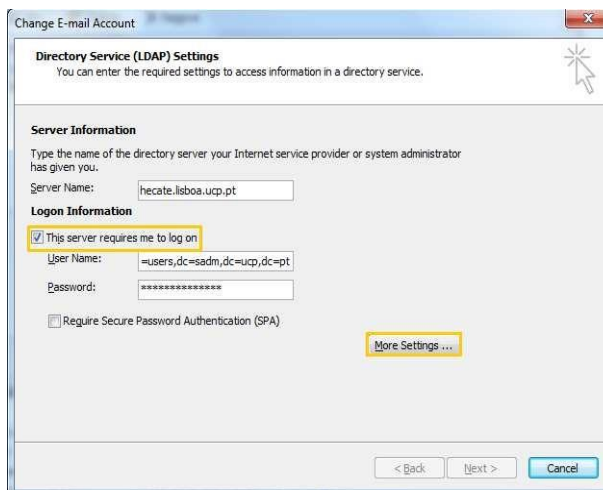 Change E-mail Account
Directory Service (LDAP) Settings
You can enter the required settings to access information in a directory service.
Server Information
Type the name of the directory server your Internet service provider or system administrator
has given you.
Server Name: hecate.lisboa.ucp.pt
Logon Information
This server requires me to log on
User Name: =users,dc=sadm,dc=ucp,dc=pt
Password: **************
Require Secure Password Authentication (SPA)
More Settings ...
< Back Next > Cancel